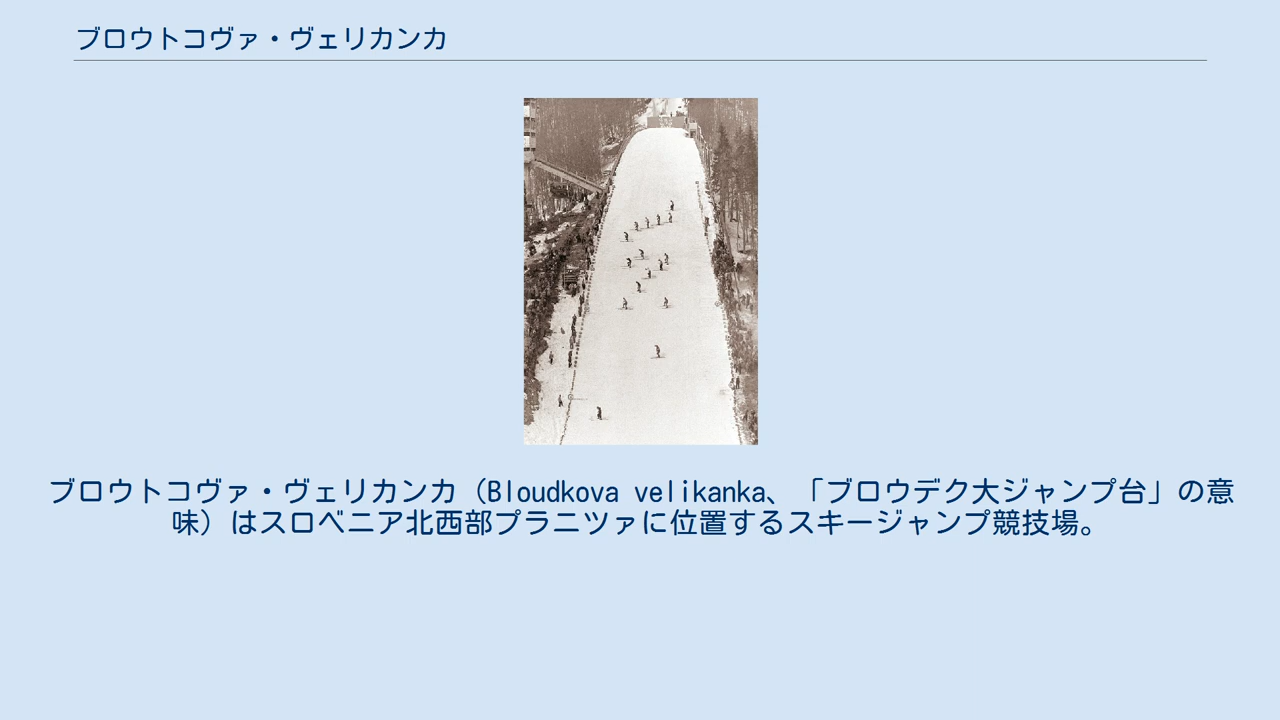 ブロウトコヴァ・ヴェリカンカ
ブロウトコヴァ・ヴェリカンカ（Bloudkova velikanka、「ブロウデク大ジャンプ台」の意
味）はスロベニア北西部プラニツァに位置するスキージャンプ競技場。